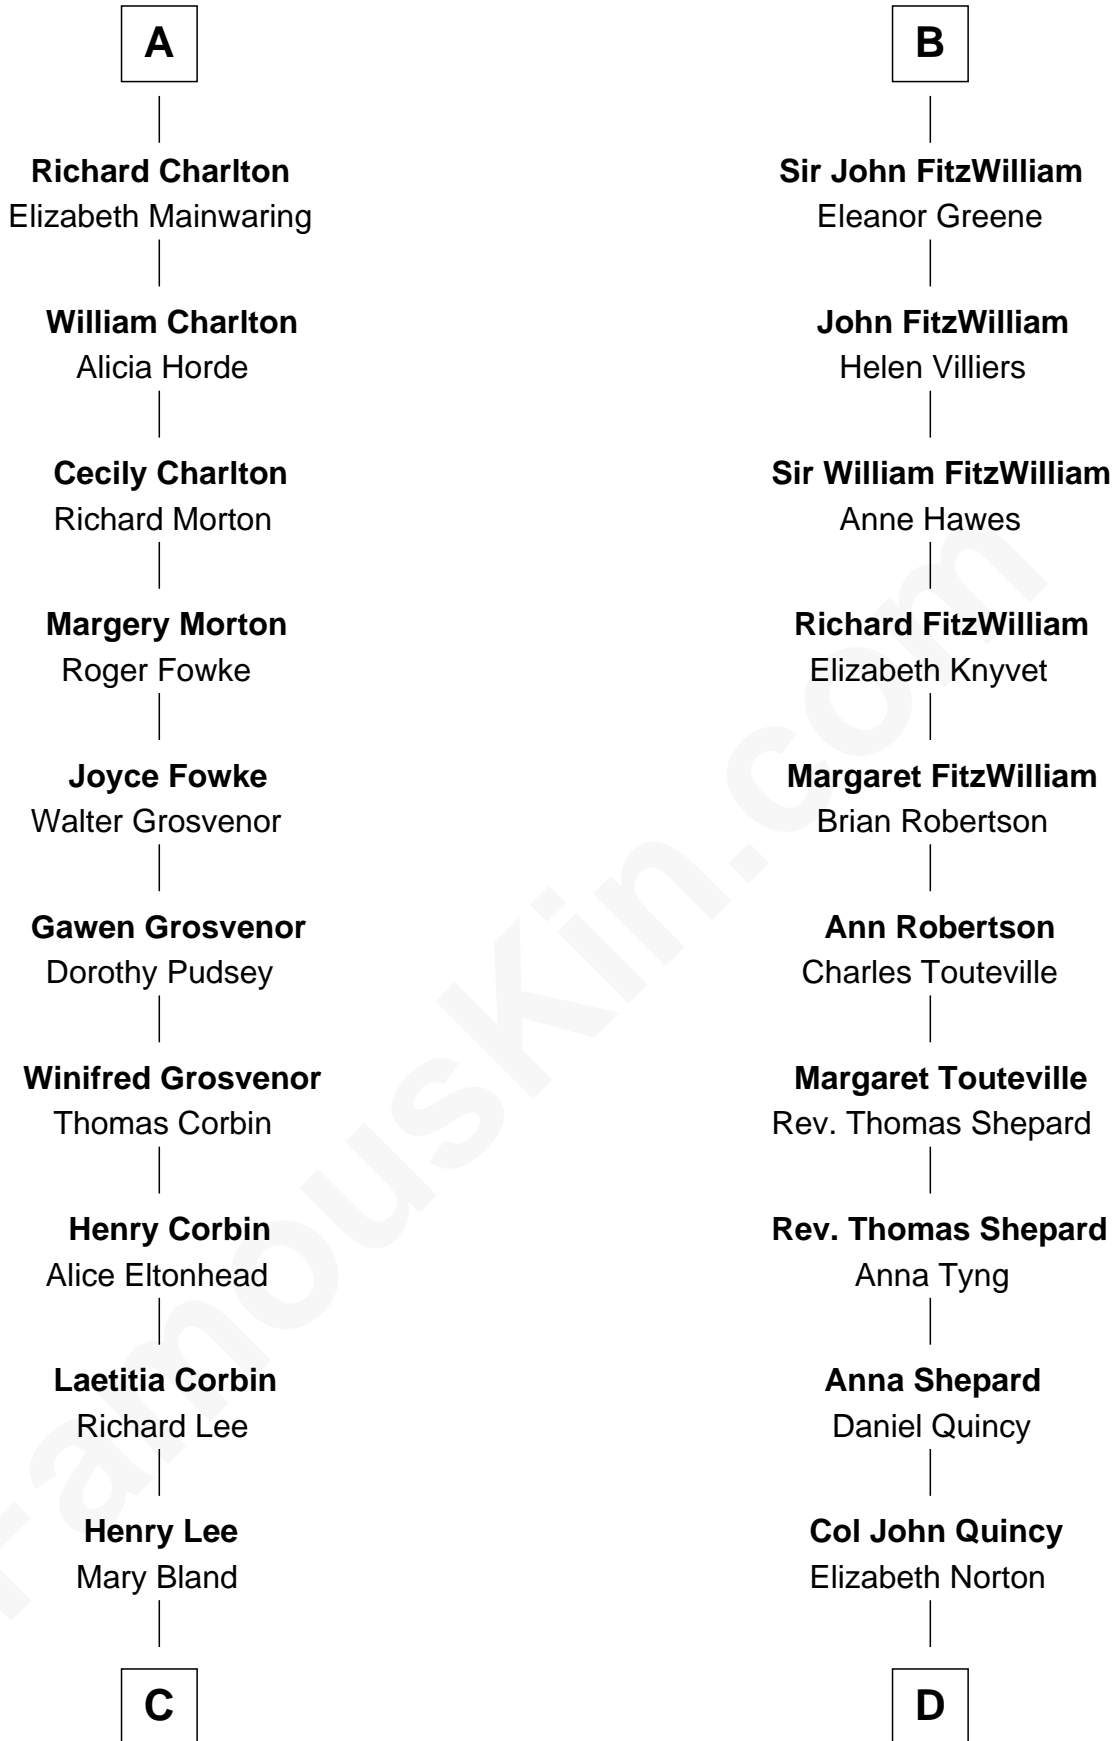 A
Richard Charlton
Elizabeth Mainwaring
William Charlton
Alicia Horde
Cecily Charlton
Richard Morton
Margery Morton
Roger Fowke
Joyce Fowke
Walter Grosvenor
Gawen Grosvenor
Dorothy Pudsey
Winifred Grosvenor
Thomas Corbin
Henry Corbin
Alice Eltonhead
Laetitia Corbin
Richard Lee
Henry Lee
Mary Bland
C
B
Sir John FitzWilliam
Eleanor Greene
John FitzWilliam
Helen Villiers
Sir William FitzWilliam
Anne Hawes
Richard FitzWilliam
Elizabeth Knyvet
Margaret FitzWilliam
Brian Robertson
Ann Robertson
Charles Touteville
Margaret Touteville
Rev. Thomas Shepard
Rev. Thomas Shepard
Anna Tyng
Anna Shepard
Daniel Quincy
Col John Quincy
Elizabeth Norton
D
FamousKin.com